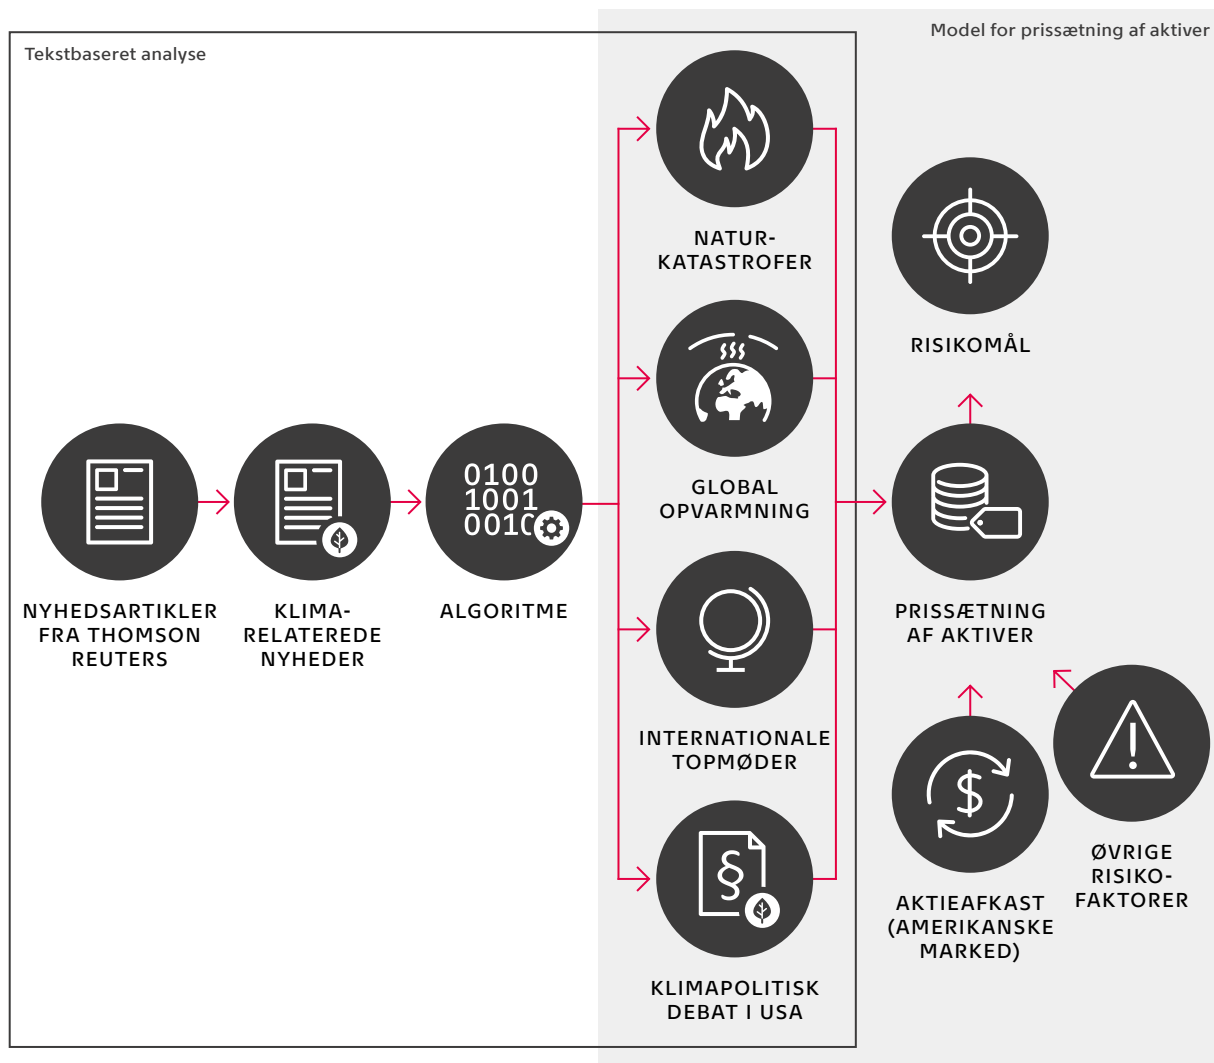 Model for prissætning af aktiver
Tekstbaseret analyse
NATUR-
KATASTROFER
RISIKOMÅL
GLOBAL
OPVARMNING
0100
1001
0010
NYHEDSARTIKLER
FRA THOMSON
REUTERS
KLIMA-
RELATEREDE
NYHEDER
ALGORITME
PRISSÆTNING
AF AKTIVER
INTERNATIONALE
TOPMØDER
$
!
§
ØVRIGE
RISIKO-
FAKTORER
AKTIEAFKAST
(AMERIKANSKE
MARKED)
KLIMAPOLITISK
DEBAT I USA